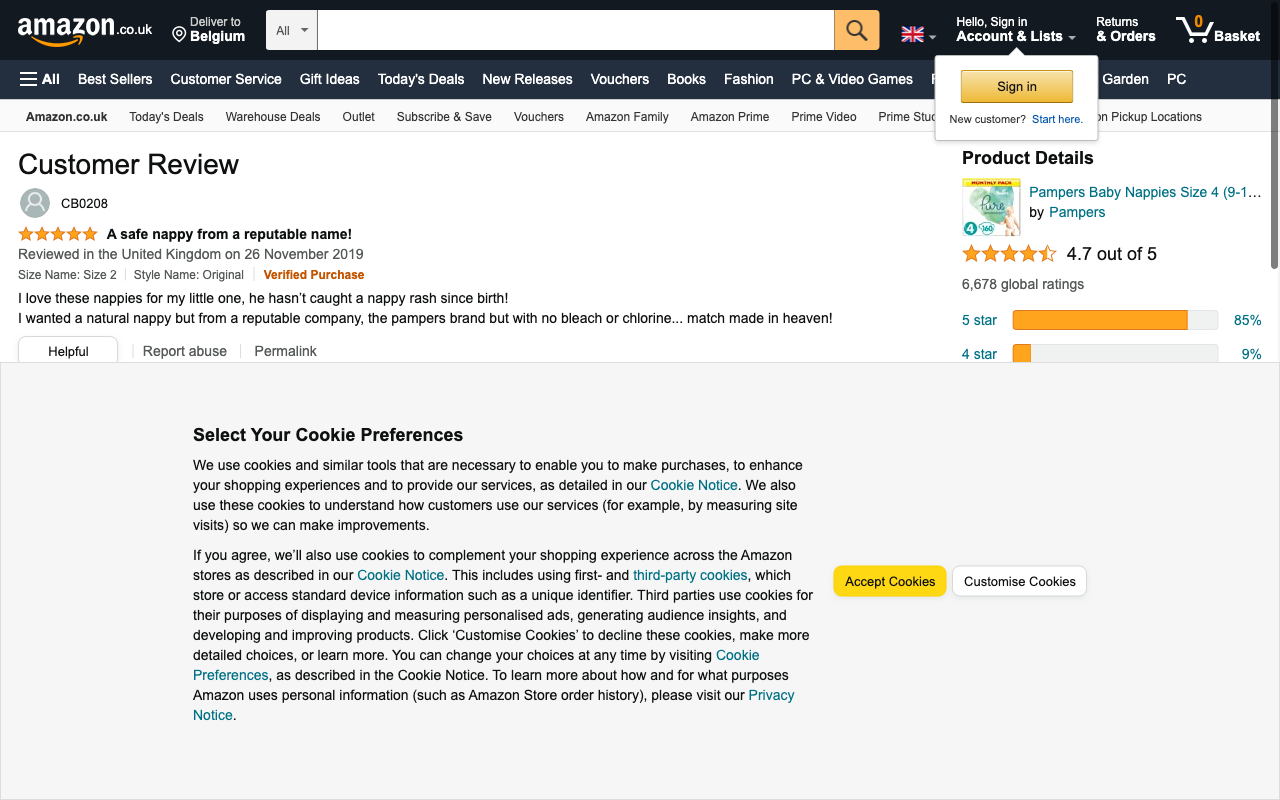 amazon.co.uk
Deliver to
Belgium
All
Hello, Sign in
Account & Lists
Returns
& Orders
0
Basket
All
Best Sellers
Customer Service
Gift Ideas
Today's Deals
New Releases
Vouchers
Books
Fashion
PC & Video Games
Garden
PC
Sign in
New customer? Start here.
Amazon.co.uk
Today's Deals
Warehouse Deals
Outlet
Subscribe & Save
Vouchers
Amazon Family
Amazon Prime
Prime Video
Prime
Pickup Locations
Customer Review
CB0208
A safe nappy from a reputable name!
Reviewed in the United Kingdom on 26 November 2019
Size Name: Size 2
Style Name: Original
Verified Purchase
I love these nappies for my little one, he hasn’t caught a nappy rash since birth!
I wanted a natural nappy but from a reputable company, the pampers brand but with no bleach or chlorine... match made in heaven!
Helpful
Report abuse
Permalink
Product Details
MONTHLY PACK
Pure
4
160
Pampers Baby Nappies Size 4 (9-1...
by Pampers
4.7 out of 5
6,678 global ratings
5 star
85%
4 star
9%
Select Your Cookie Preferences
We use cookies and similar tools that are necessary to enable you to make purchases, to enhance
your shopping experiences and to provide our services, as detailed in our Cookie Notice. We also
use these cookies to understand how customers use our services (for example, by measuring site
visits) so we can make improvements.
If you agree, we’ll also use cookies to complement your shopping experience across the Amazon
stores as described in our Cookie Notice. This includes using first- and third-party cookies, which
store or access standard device information such as a unique identifier. Third parties use cookies for
their purposes of displaying and measuring personalised ads, generating audience insights, and
developing and improving products. Click ‘Customise Cookies’ to decline these cookies, make more
detailed choices, or learn more. You can change your choices at any time by visiting Cookie
Preferences, as described in the Cookie Notice. To learn more about how and for what purposes
Amazon uses personal information (such as Amazon Store order history), please visit our Privacy
Notice.
Accept Cookies
Customise Cookies